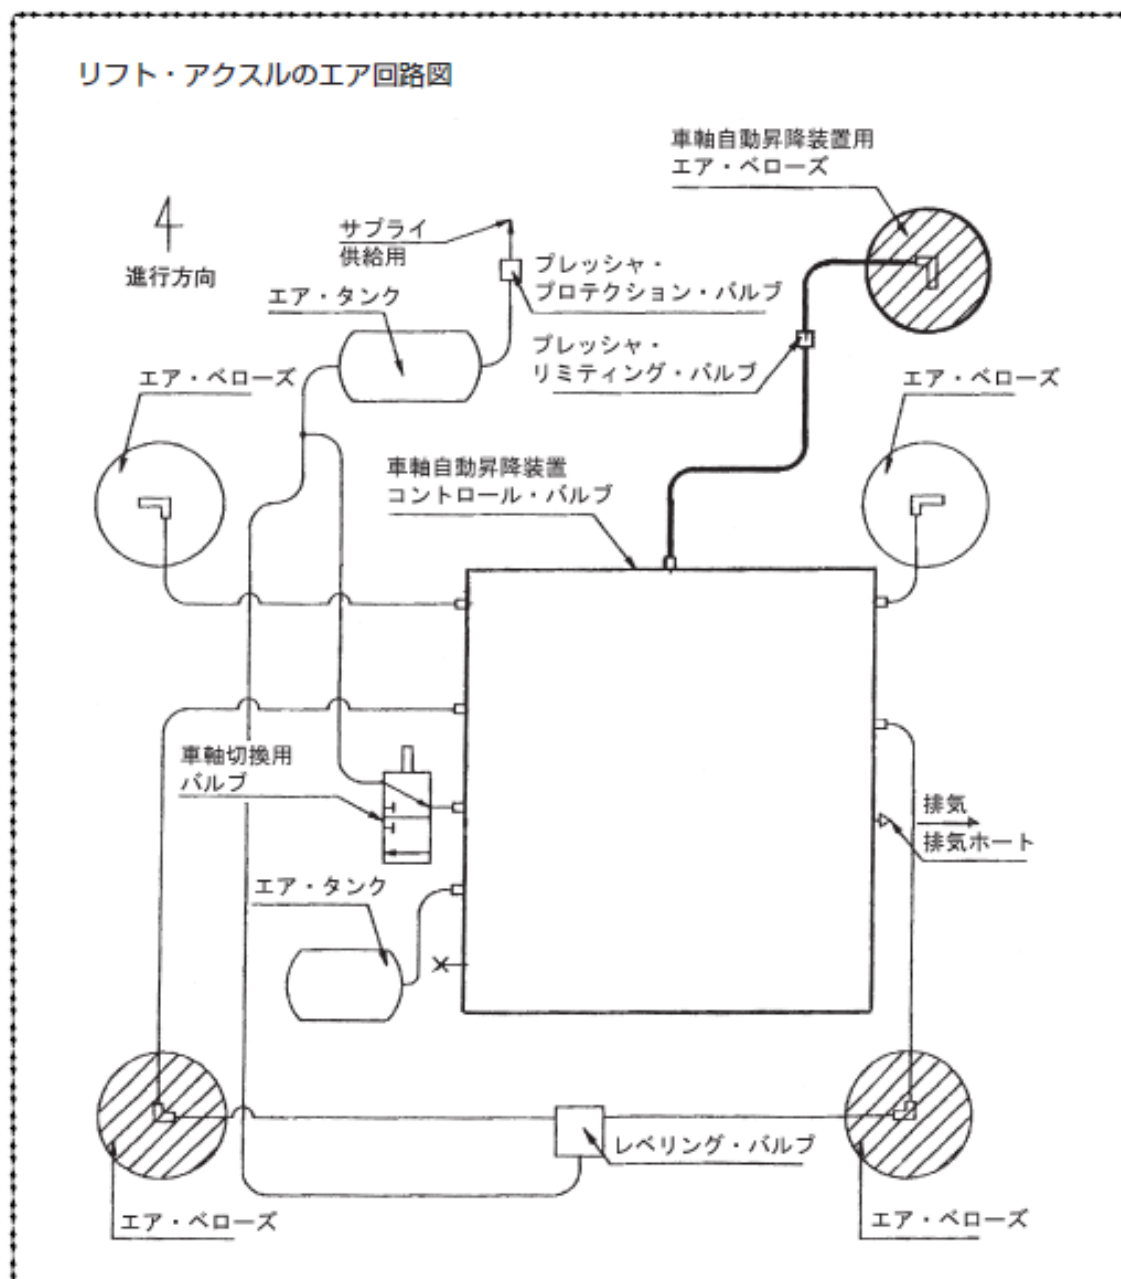 リフト・アクスルのエア回路図
車軸自動昇降装置用
エア・ベローズ
進行方向
サプライ
供給用
プレッシャ・
プロテクション・バルブ
エア・タンク
プレッシャ・
リミティング・バルブ
エア・ベローズ
エア・ベローズ
車軸自動昇降装置
コントロール・バルブ
車軸切換用
バルブ
排気
排気ホート
エア・タンク
レベリング・バルブ
エア・ベローズ
エア・ベローズ